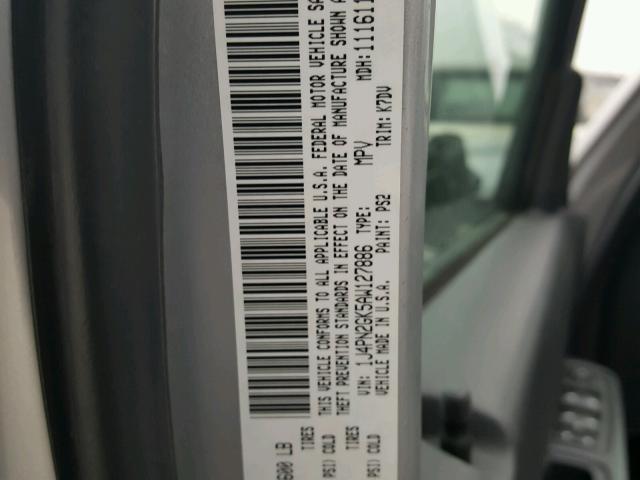 600 LB
TIRES
PSI) COLD
TIRES
PSI) COLD
THIS VEHICLE CONFORMS TO ALL APPLICABLE U.S.A. FEDERAL MOTOR VEHICLE SA
THEFT PREVENTION STANDARDS IN EFFECT ON THE DATE OF MANUFACTURE SHOWN A
VIN: 1J4PN2GK5AW127886 TYPE: MPV MDH: 11161
VEHICLE MADE IN U.S.A. PAINT: PS2 TRIM: K7DV